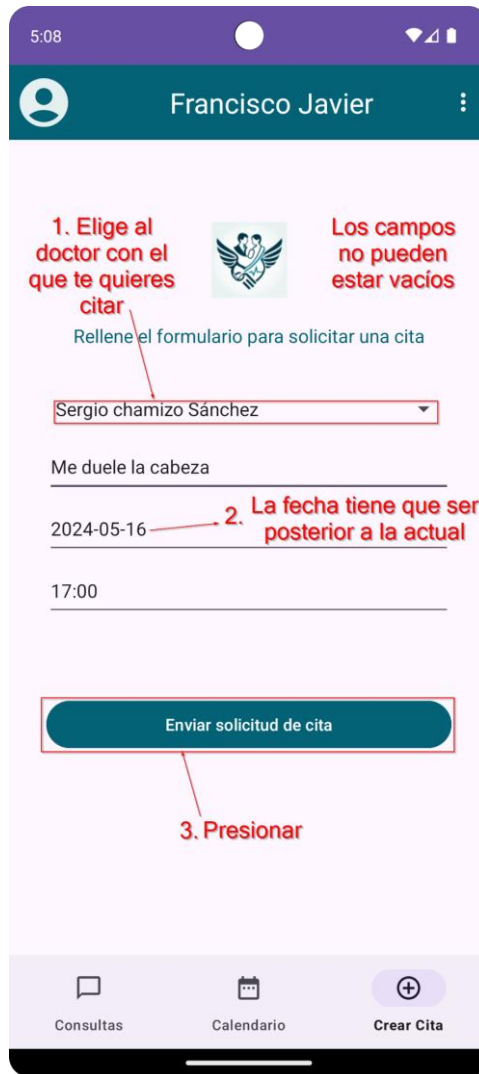 5:08
Francisco Javier
1. Elige al
doctor con el
que te quieres
citar
Los campos
no pueden
estar vacíos
Rellene el formulario para solicitar una cita
Sergio chamizo Sánchez
Me duele la cabeza
2024-05-16
2. La fecha tiene que ser
posterior a la actual
17:00
Enviar solicitud de cita
3. Presionar
Consultas
Calendario
Crear Cita